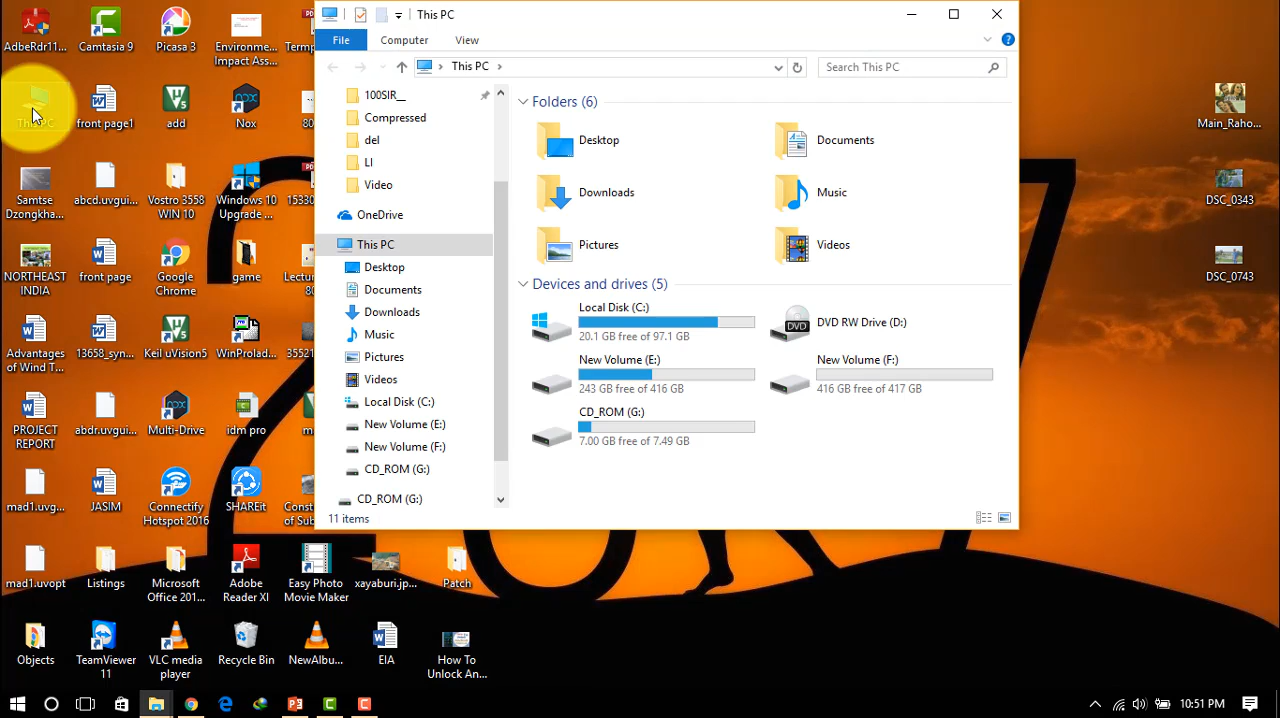 AdbeRdr11...
Camtasia 9
Picasa 3
Environme...
Impact Ass...
This PC
front page1
add
Nox
80
Samtse
Dzongkha...
abcd.uvgui...
Vostro 3558
WIN 10
Windows 10
Upgrade ...
NORTHEAST
INDIA
front page
Google
Chrome
game
Advantages
of Wind T...
13658_syn...
Keil uVision5
WinProlad...
PROJECT
REPORT
abdr.uvgui...
Multi-Drive
idm pro
mad1.uvg...
JASIM
Connectify
Hotspot 2016
SHAREit
mad1.uvopt
Listings
Microsoft
Office 201...
Adobe
Reader XI
Easy Photo
Movie Maker
xayaburi.jp...
Patch
Objects
TeamViewer
11
VLC media
player
Recycle Bin
NewAlbu...
EIA
How To
Unlock An...
This PC
File
Computer
View
This PC
Search This PC
100SIR__
Compressed
del
LI
Video
OneDrive
This PC
Desktop
Documents
Downloads
Music
Pictures
Videos
Local Disk (C:)
New Volume (E:)
New Volume (F:)
CD_ROM (G:)
CD_ROM (G:)
Folders (6)
Desktop
Documents
Downloads
Music
Pictures
Videos
Devices and drives (5)
Local Disk (C:)
20.1 GB free of 97.1 GB
DVD RW Drive (D:)
New Volume (E:)
243 GB free of 416 GB
New Volume (F:)
416 GB free of 417 GB
CD_ROM (G:)
7.00 GB free of 7.49 GB
11 items
Main_Raho...
DSC_0343
DSC_0743
10:51 PM